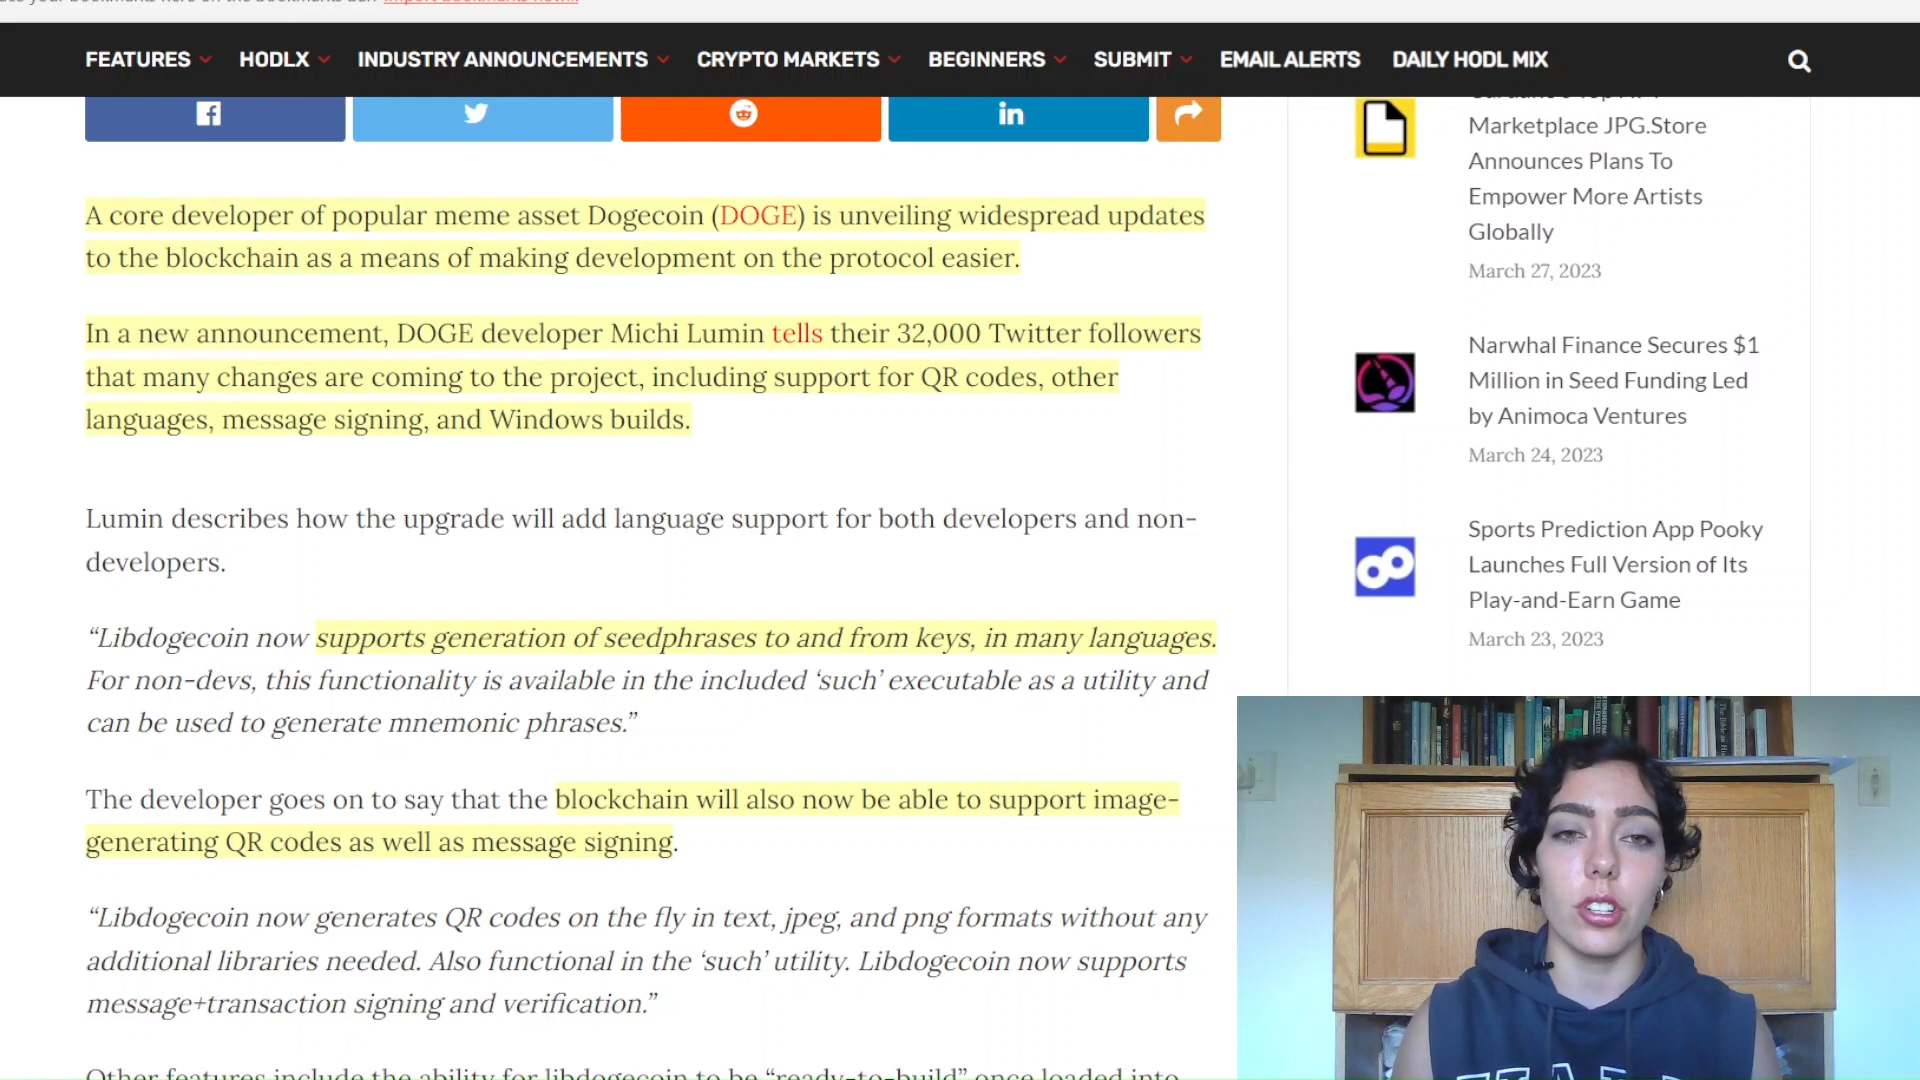 FEATURES HODLX INDUSTRY ANNOUNCEMENTS CRYPTO MARKETS BEGINNERS SUBMIT EMAIL ALERTS DAILY HODL MIX
A core developer of popular meme asset Dogecoin (DOGE) is unveiling widespread updates
to the blockchain as a means of making development on the protocol easier.
In a new announcement, DOGE developer Michi Lumin tells their 32,000 Twitter followers
that many changes are coming to the project, including support for QR codes, other
languages, message signing, and Windows builds.
Lumin describes how the upgrade will add language support for both developers and non-
developers.
“Libdogecoin now supports generation of seedphrases to and from keys, in many languages.
For non-devs, this functionality is available in the included ‘such’ executable as a utility and
can be used to generate mnemonic phrases.”
The developer goes on to say that the blockchain will also now be able to support image-
generating QR codes as well as message signing.
“Libdogecoin now generates QR codes on the fly in text, jpeg, and png formats without any
additional libraries needed. Also functional in the ‘such’ utility. Libdogecoin now supports
message+transaction signing and verification.”
Other features include the ability for libdogecoin to be “ready-to-build” once loaded into
Marketplace JPG.Store
Announces Plans To
Empower More Artists
Globally
March 27, 2023
Narwhal Finance Secures $1
Million in Seed Funding Led
by Animoca Ventures
March 24, 2023
Sports Prediction App Pooky
Launches Full Version of Its
Play-and-Earn Game
March 23, 2023